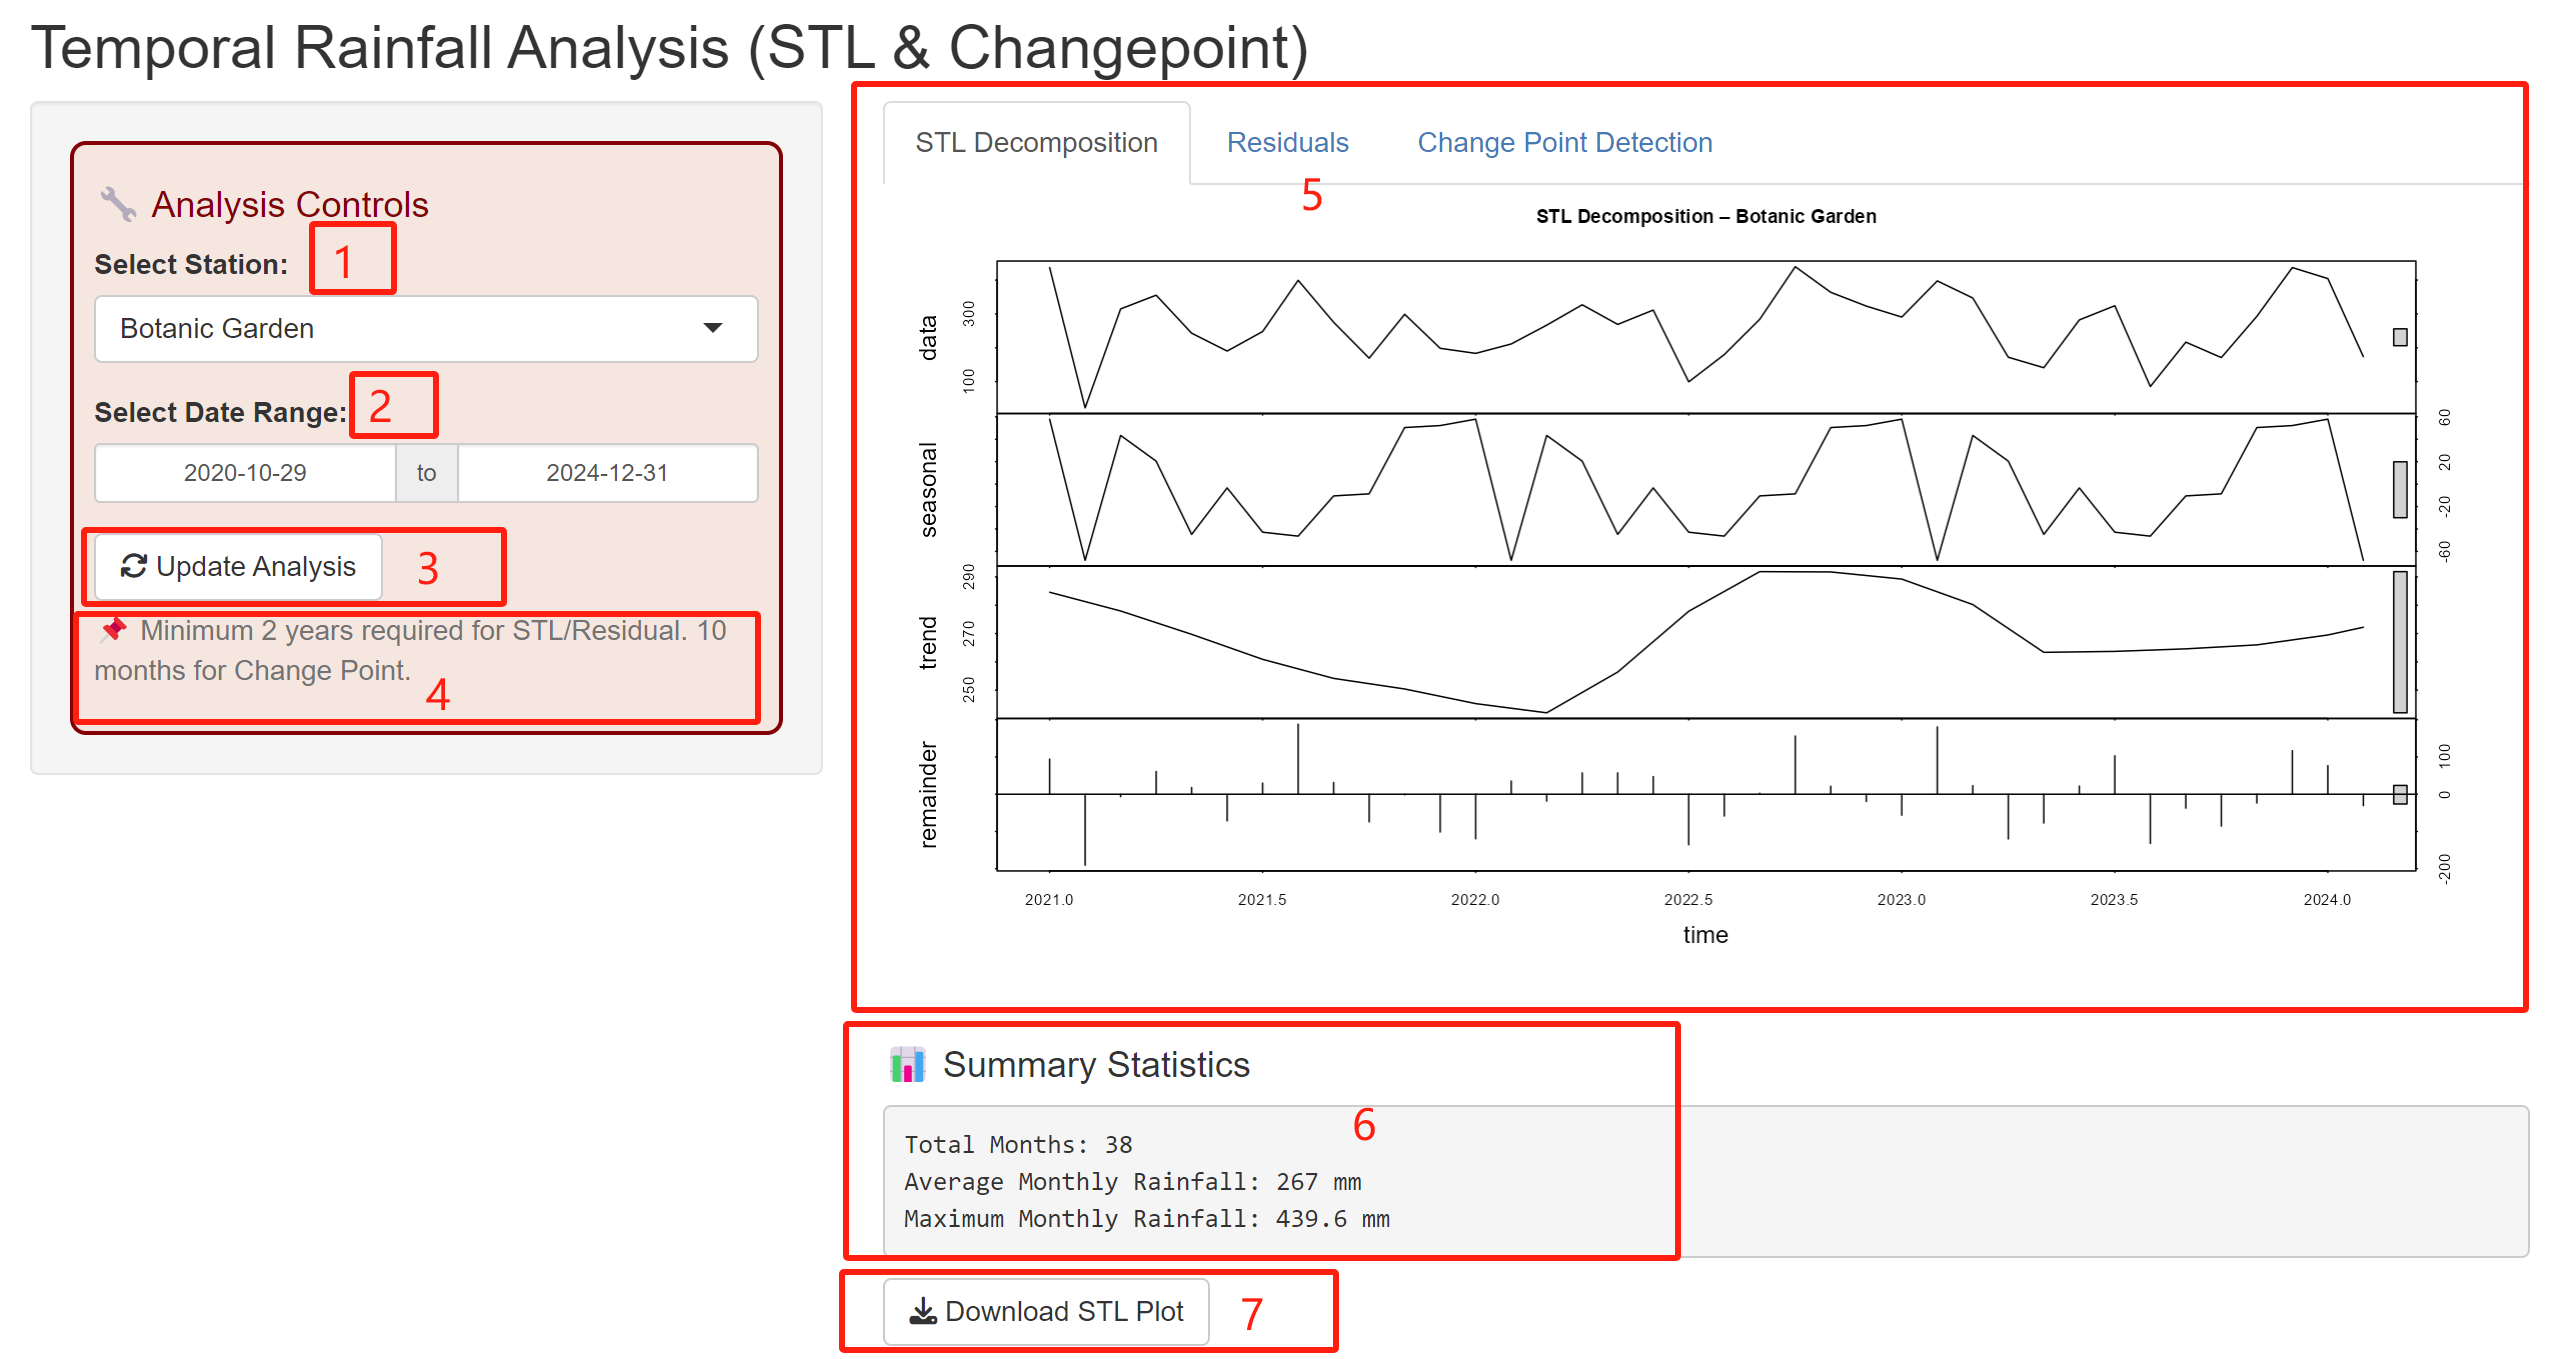 Temporal Rainfall Analysis (STL & Changepoint)
Analysis Controls
Select Station:
1
Botanic Garden
Select Date Range:
2
2020-10-29 to 2024-12-31
Update Analysis
3
Minimum 2 years required for STL/Residual. 10
months for Change Point.
4
STL Decomposition Residuals Change Point Detection
5
STL Decomposition – Botanic Garden
data
100 300
seasonal
-60 -20 20 60
trend
250 270 290
remainder
-200 0 100
2021.0 2021.5 2022.0 2022.5 2023.0 2023.5 2024.0
time
Summary Statistics
6
Total Months: 38
Average Monthly Rainfall: 267 mm
Maximum Monthly Rainfall: 439.6 mm
Download STL Plot
7